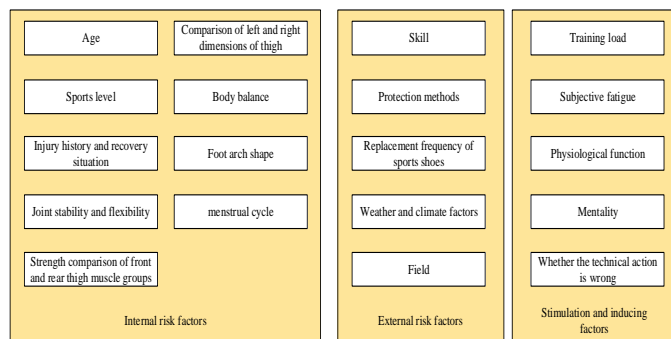 Age
Comparison of left and right
dimensions of thigh
Sports level
Body balance
Injury history and recovery
situation
Foot arch shape
Joint stability and flexibility
menstrual cycle
Strength comparison of front
and rear thigh muscle groups
Internal risk factors
Skill
Protection methods
Replacement frequency of
sports shoes
Weather and climate factors
Field
External risk factors
Training load
Subjective fatigue
Physiological function
Mentality
Whether the technical action
is wrong
Stimulation and inducing
factors